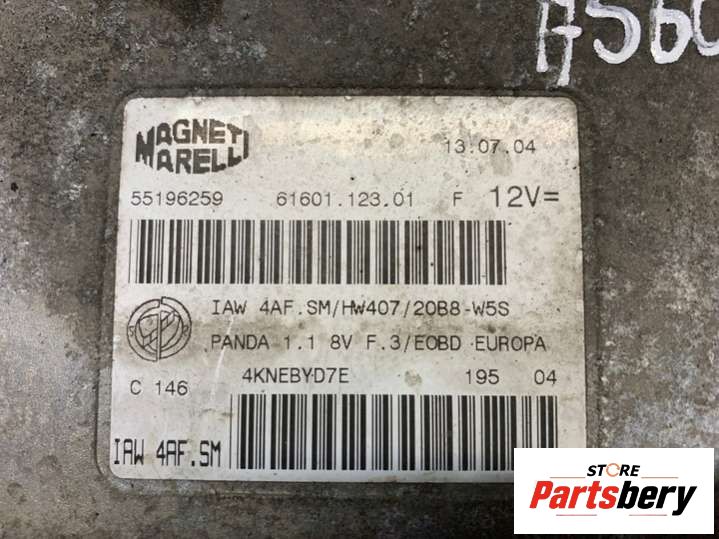 A560
MAGNETI
MARELLI
13.07.04
55196259 61601.123.01 F 12V=
IAW 4AF.SM/HW407/20B8-W5S
PANDA 1.1 8V F.3/EOBD EUROPA
C 146 4KNEBYD7E 195 04
IAW 4AF.SM
STORE
Partsbery